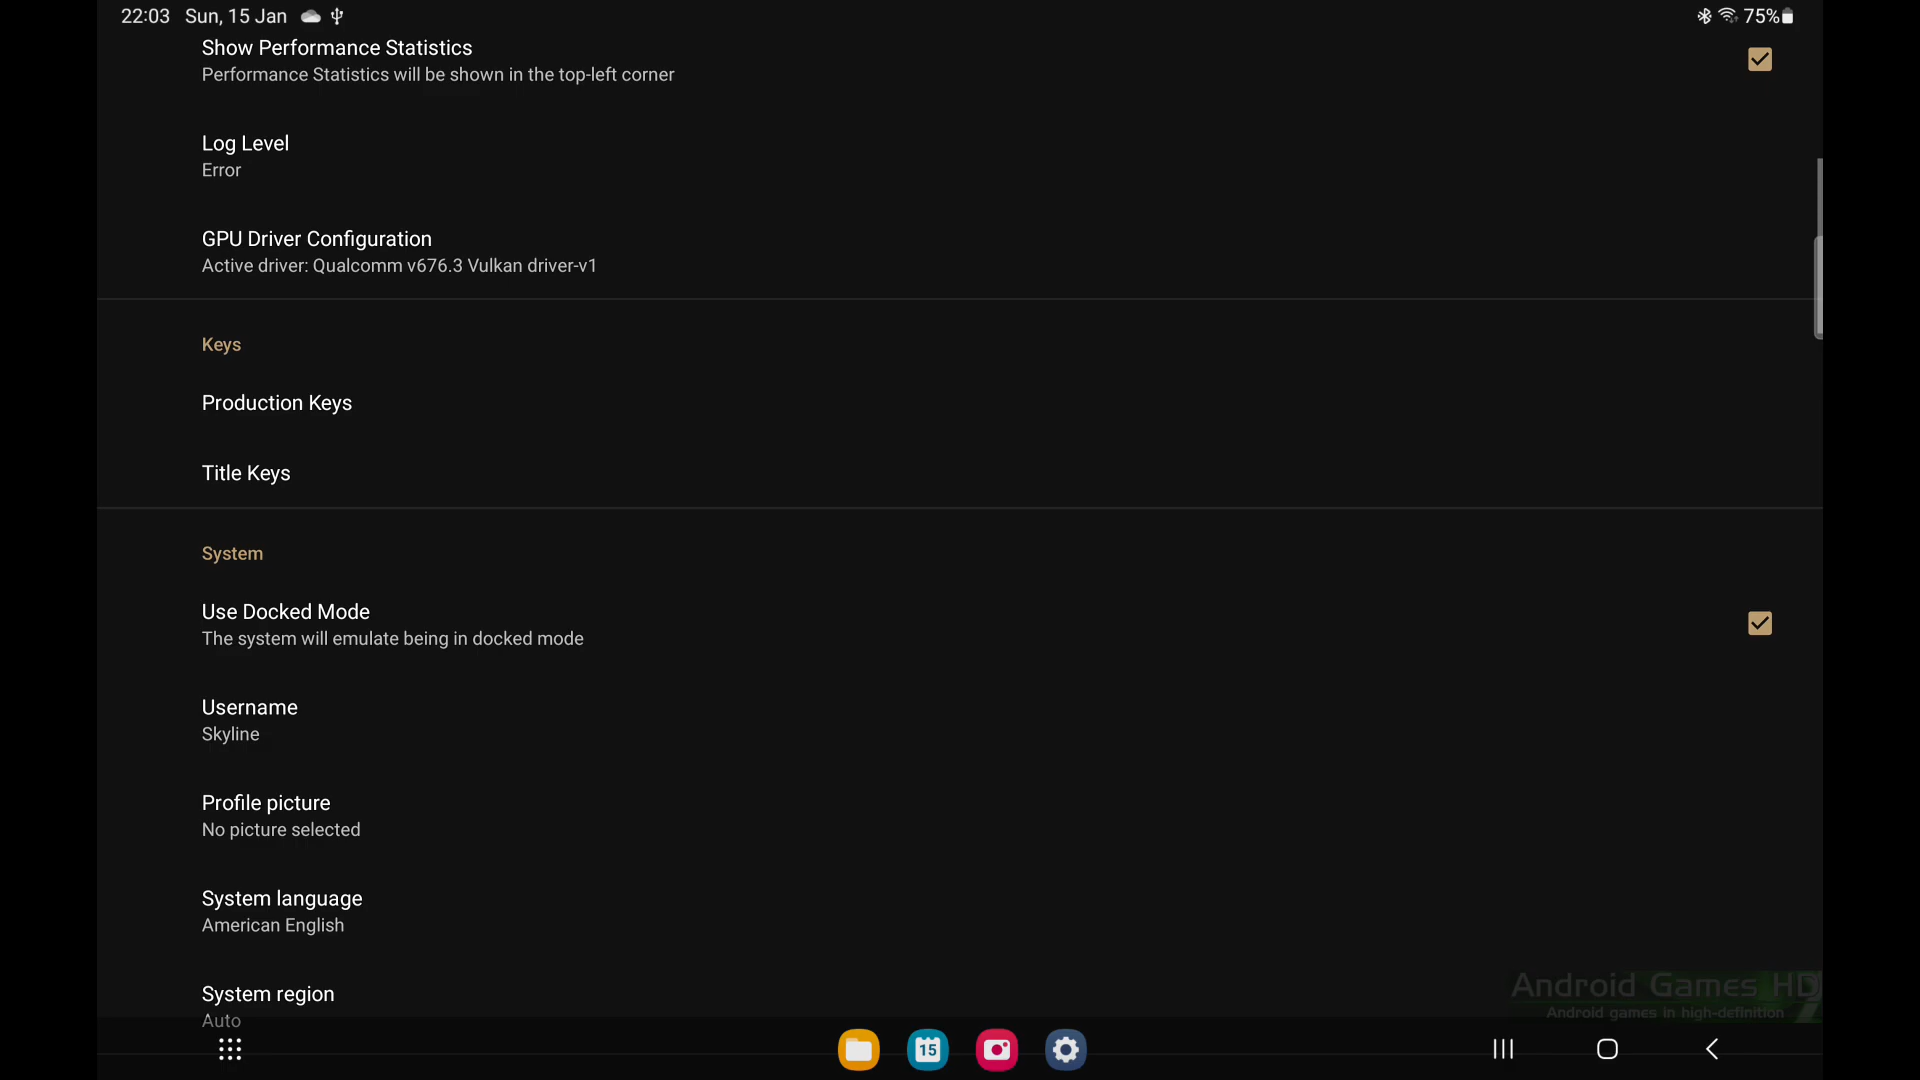 22:03 Sun, 15 Jan
75%
Show Performance Statistics
Performance Statistics will be shown in the top-left corner
Log Level
Error
GPU Driver Configuration
Active driver: Qualcomm v676.3 Vulkan driver-v1
Keys
Production Keys
Title Keys
System
Use Docked Mode
The system will emulate being in docked mode
Username
Skyline
Profile picture
No picture selected
System language
American English
System region
Auto
Android Games HD
Android games in high-definition
15